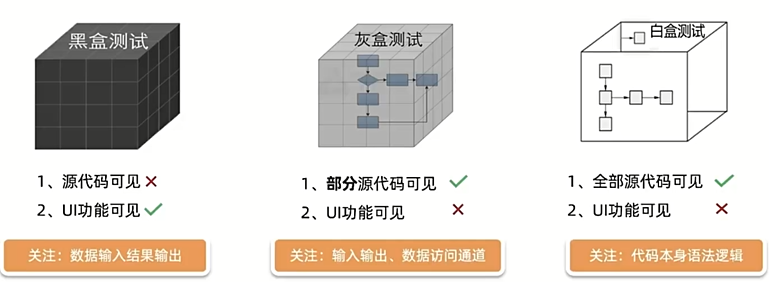 黑盒测试
1、源代码可见
2、UI功能可见
关注：数据输入结果输出
灰盒测试
1、部分源代码可见
2、UI功能可见
关注：输入输出、数据访问通道
白盒测试
1、全部源代码可见
2、UI功能可见
关注：代码本身语法逻辑